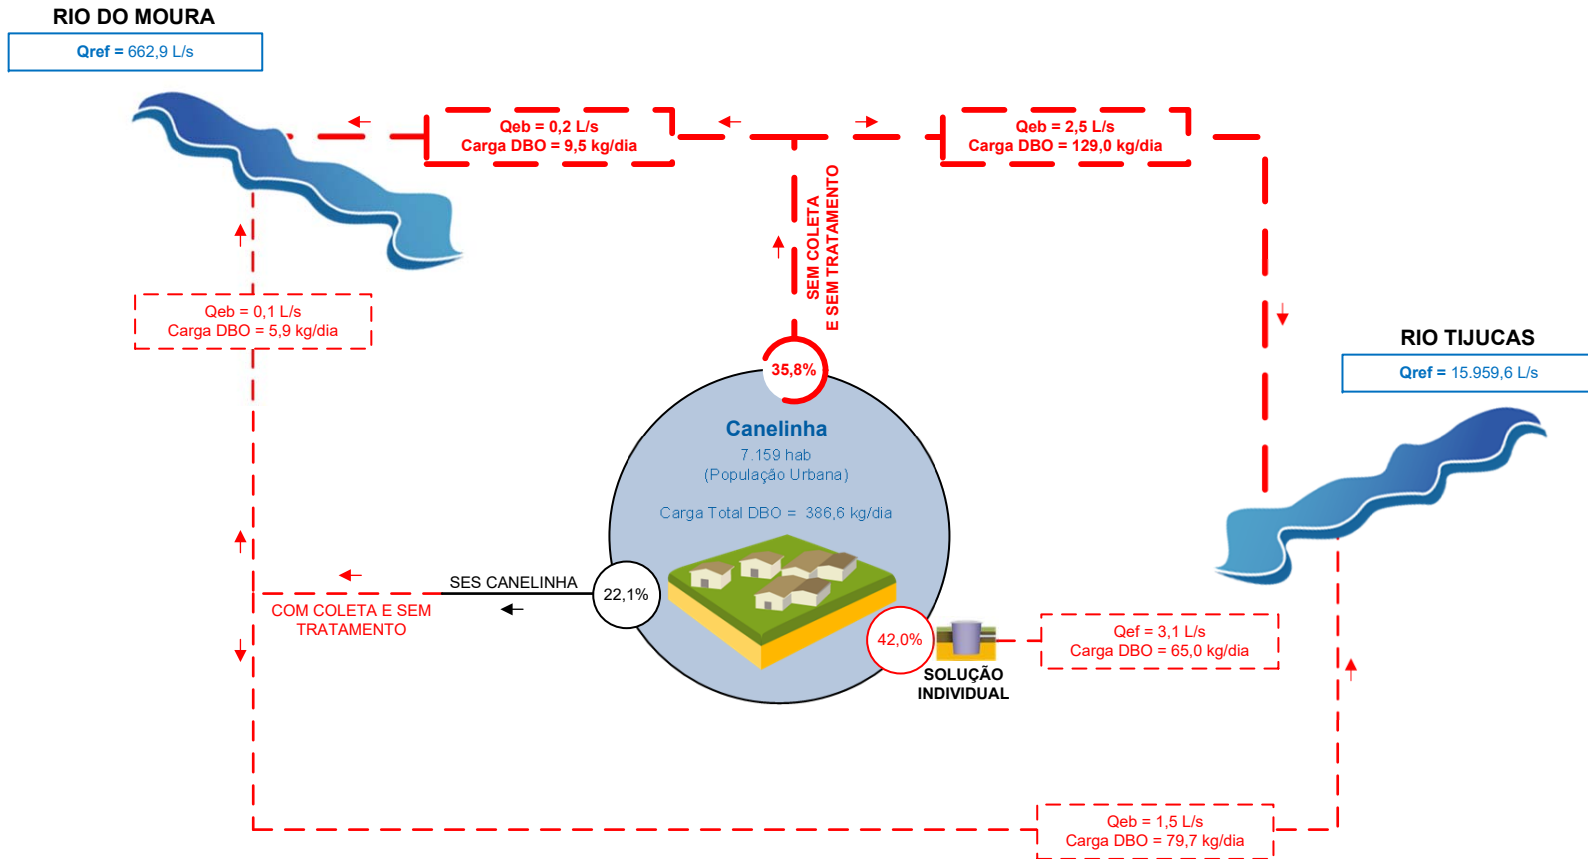 RIO DO MOURA
Qref = 662,9 L/s
Qeb = 0,2 L/s
Carga DBO = 9,5 kg/dia
Qeb = 2,5 L/s
Carga DBO = 129,0 kg/dia
SEM COLETA
E SEM TRATAMENTO
Qeb = 0,1 L/s
Carga DBO = 5,9 kg/dia
RIO TIJUCAS
Qref = 15.959,6 L/s
35,8%
Canelinha
7.159 hab
(População Urbana)
Carga Total DBO = 386,6 kg/dia
SES CANELINHA
22,1%
COM COLETA E SEM
TRATAMENTO
42,0%
SOLUÇÃO
INDIVIDUAL
Qef = 3,1 L/s
Carga DBO = 65,0 kg/dia
Qeb = 1,5 L/s
Carga DBO = 79,7 kg/dia